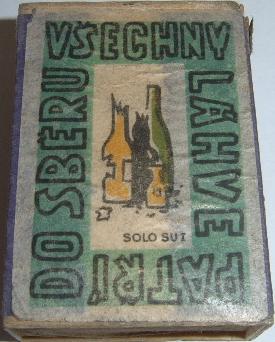 VŠECHNY
LÁHVE
PATŘÍ
DO SBĚRU
SOLO SUŠ